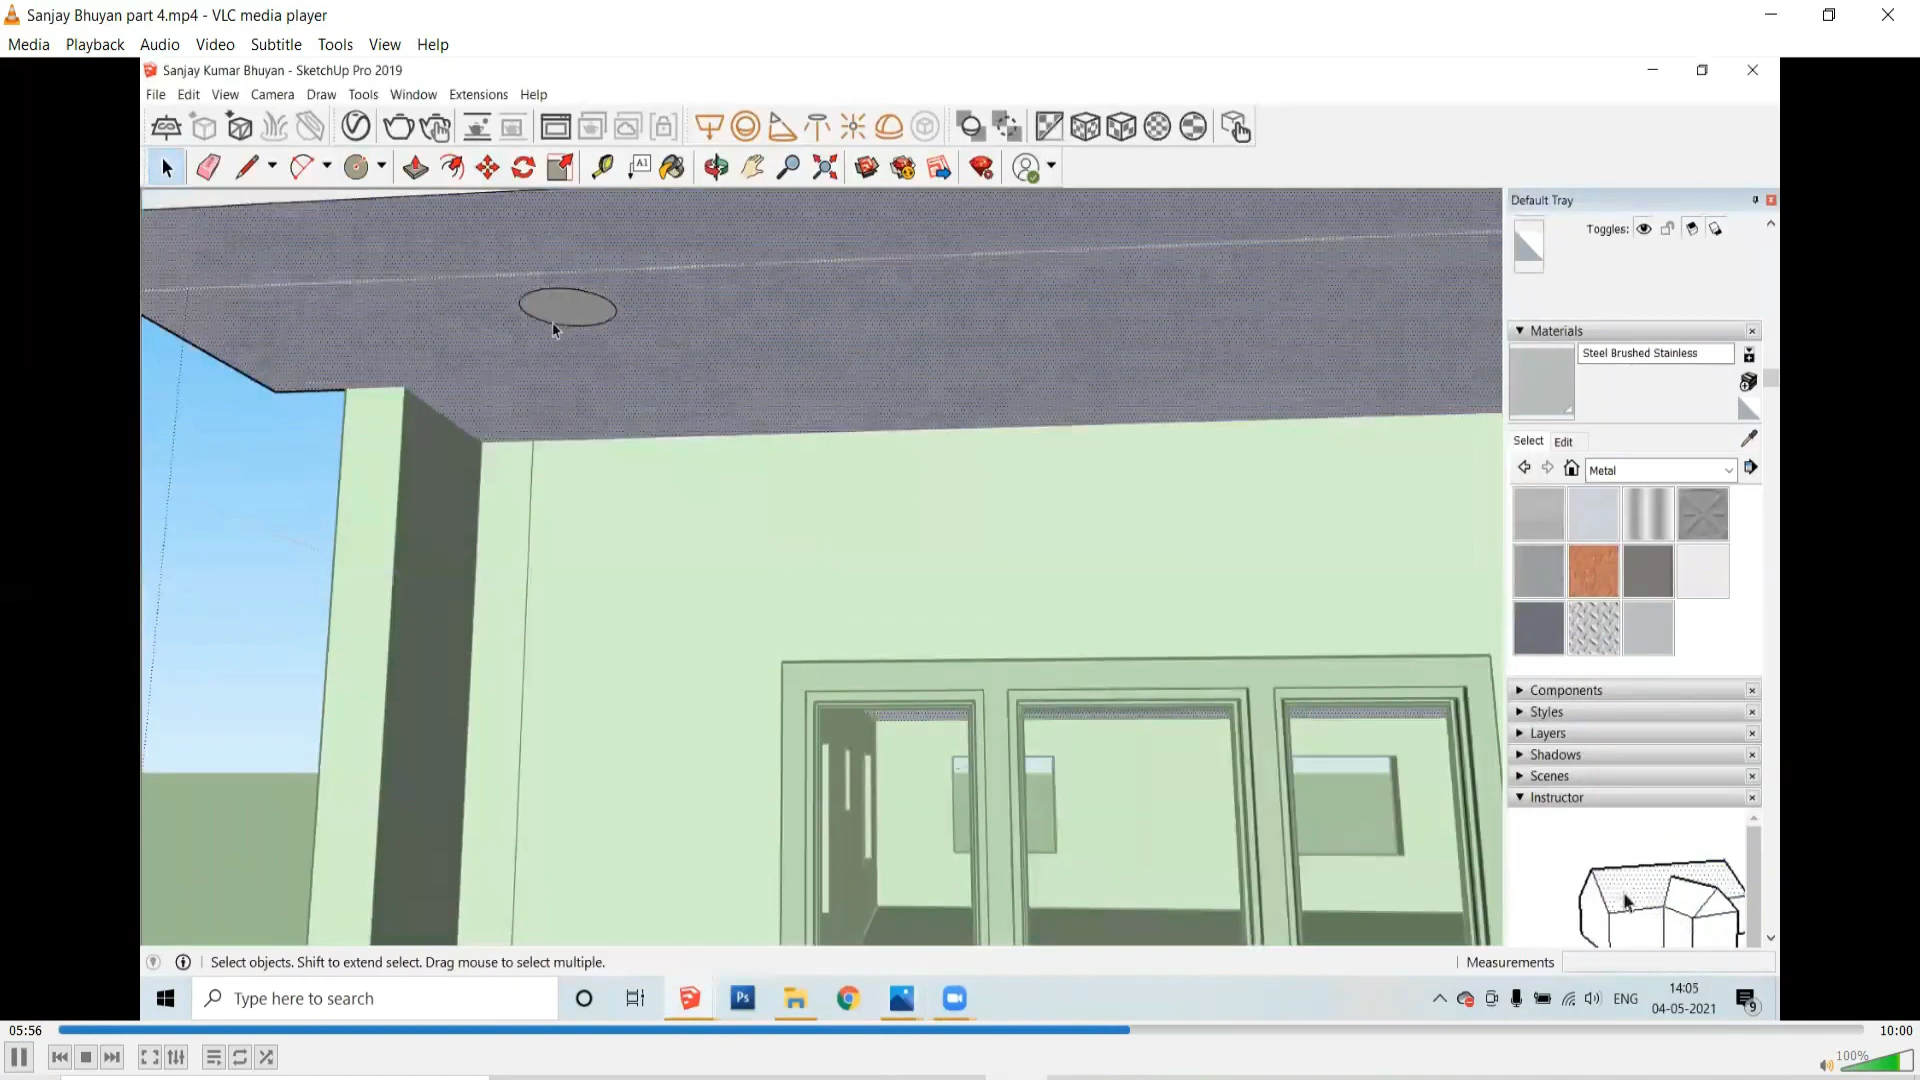 Sanjay Bhuyan part 4.mp4 - VLC media player
Media Playback Audio Video Subtitle Tools View Help
Sanjay Kumar Bhuyan - SketchUp Pro 2019
File Edit View Camera Draw Tools Window Extensions Help
A1
Default Tray
Toggles:
Materials
Steel Brushed Stainless
Select Edit
Metal
Components
Styles
Layers
Shadows
Scenes
Instructor
Select objects. Shift to extend select. Drag mouse to select multiple.
Measurements
Type here to search
Ps
ENG
14:05
04-05-2021
9
05:56
10:00
100%